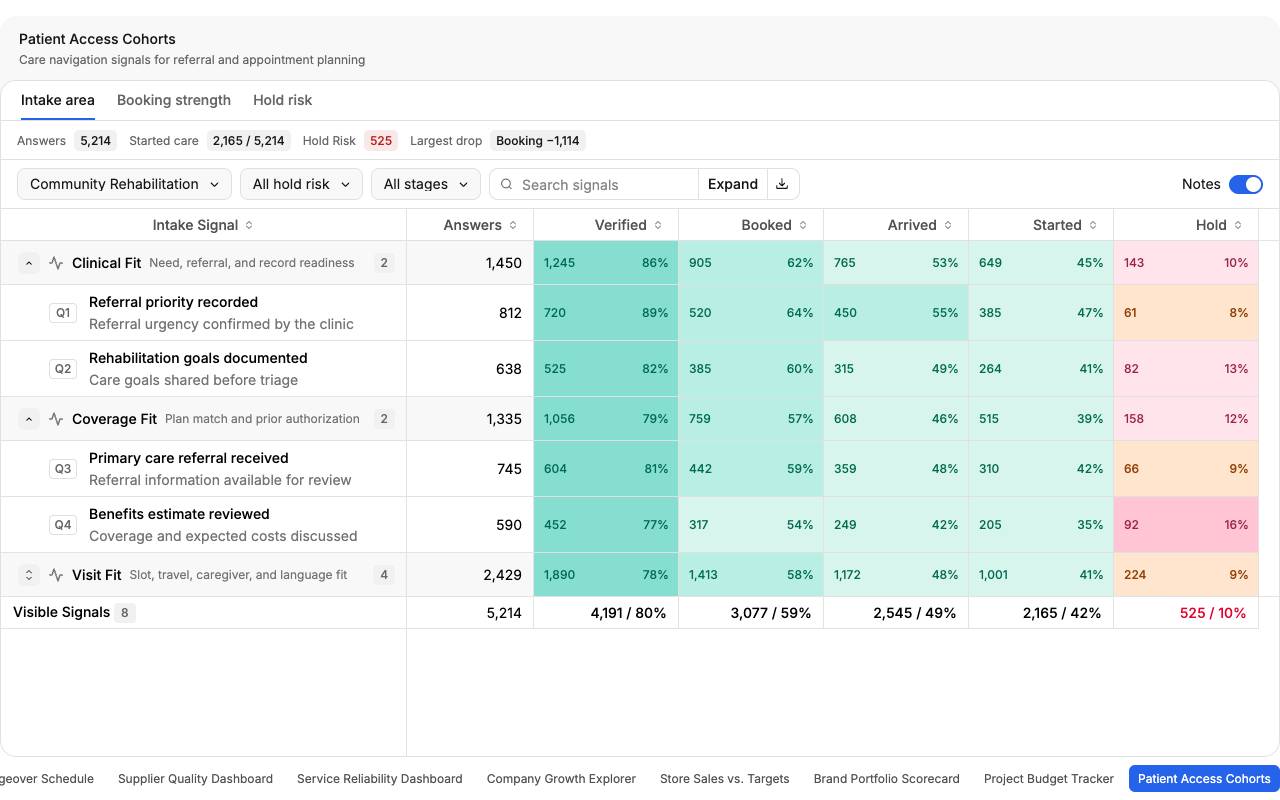 Patient Access Cohorts
Care navigation signals for referral and appointment planning
Intake area Booking strength Hold risk
Answers 5,214 Started care 2,165 / 5,214 Hold Risk 525 Largest drop Booking −1,114
Community Rehabilitation All hold risk All stages Search signals Expand Notes
Intake Signal Answers Verified Booked Arrived Started Hold
Clinical Fit Need, referral, and record readiness 2 1,450 1,245 86% 905 62% 765 53% 649 45% 143 10%
Q1 Referral priority recorded 812 720 89% 520 64% 450 55% 385 47% 61 8%
Referral urgency confirmed by the clinic
Q2 Rehabilitation goals documented 638 525 82% 385 60% 315 49% 264 41% 82 13%
Care goals shared before triage
Coverage Fit Plan match and prior authorization 2 1,335 1,056 79% 759 57% 608 46% 515 39% 158 12%
Q3 Primary care referral received 745 604 81% 442 59% 359 48% 310 42% 66 9%
Referral information available for review
Q4 Benefits estimate reviewed 590 452 77% 317 54% 249 42% 205 35% 92 16%
Coverage and expected costs discussed
Visit Fit Slot, travel, caregiver, and language fit 4 2,429 1,890 78% 1,413 58% 1,172 48% 1,001 41% 224 9%
Visible Signals 8 5,214 4,191 / 80% 3,077 / 59% 2,545 / 49% 2,165 / 42% 525 / 10%
geover Schedule Supplier Quality Dashboard Service Reliability Dashboard Company Growth Explorer Store Sales vs. Targets Brand Portfolio Scorecard Project Budget Tracker Patient Access Cohorts